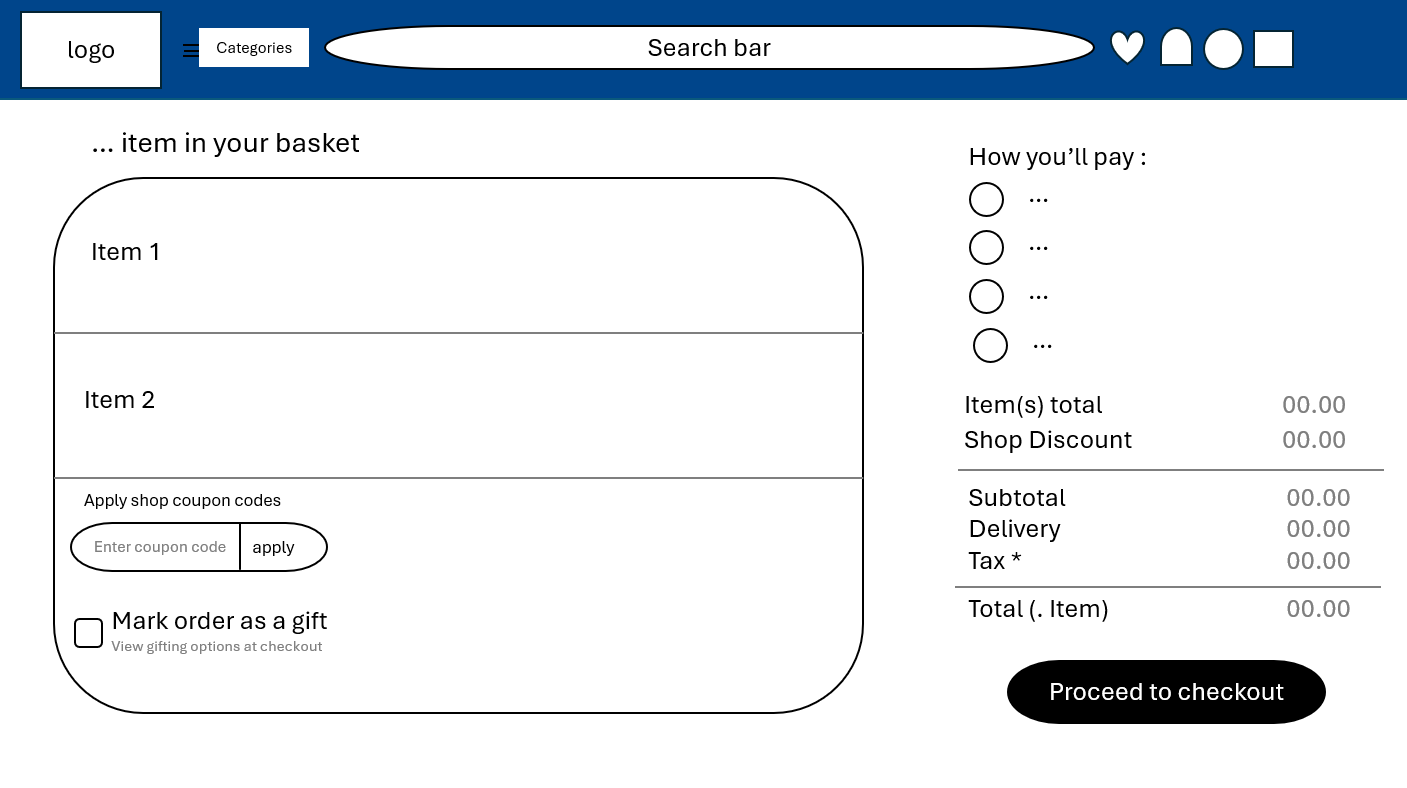 logo
Categories
Search bar
... item in your basket
Item 1
Item 2
Apply shop coupon codes
Enter coupon code
apply
Mark order as a gift
View gifting options at checkout
How you’ll pay :
...
...
...
...
Item(s) total 00.00
Shop Discount 00.00
Subtotal 00.00
Delivery 00.00
Tax * 00.00
Total (. Item) 00.00
Proceed to checkout